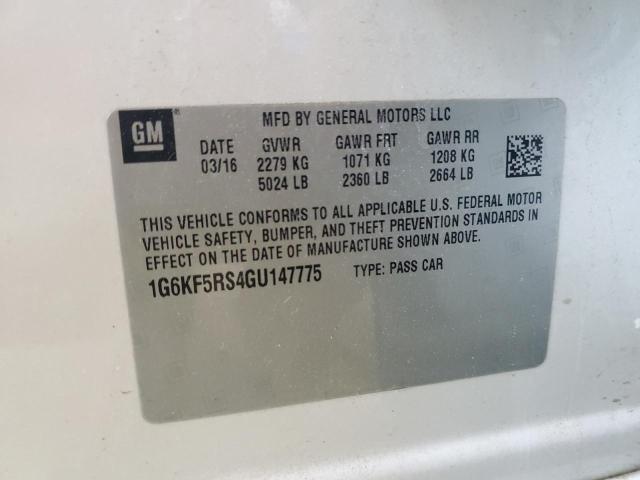 GM
MFD BY GENERAL MOTORS LLC
DATE GVWR GAWR FRT GAWR RR
03/16 2279 KG 1071 KG 1208 KG
5024 LB 2360 LB 2664 LB
THIS VEHICLE CONFORMS TO ALL APPLICABLE U.S. FEDERAL MOTOR
VEHICLE SAFETY, BUMPER, AND THEFT PREVENTION STANDARDS IN
EFFECT ON THE DATE OF MANUFACTURE SHOWN ABOVE.
1G6KF5RS4GU147775 TYPE: PASS CAR